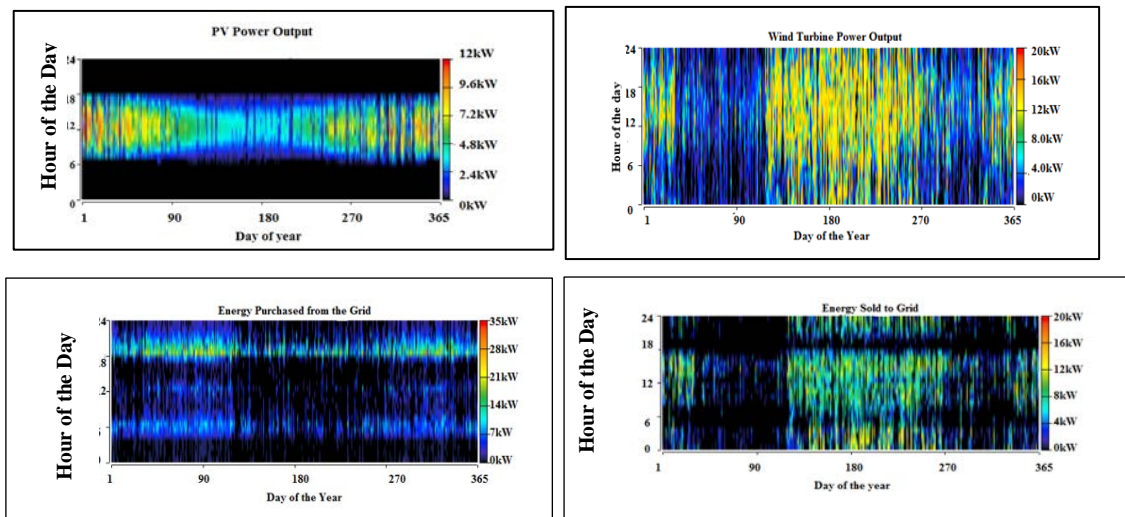 PV Power Output
Hour of the Day
24
18
12
6
0
1 90 180 270 365
Day of year
12kW
9.6kW
7.2kW
4.8kW
2.4kW
0kW
Wind Turbine Power Output
Hour of the day
24
18
12
6
0
1 90 180 270 365
Day of the Year
20kW
16kW
12kW
8.0kW
4.0kW
0kW
Energy Purchased from the Grid
Hour of the Day
24
18
12
1 90 180 270 365
Day of the Year
35kW
28kW
21kW
14kW
7kW
0kW
Energy Sold to Grid
Hour of the Day
24
18
12
6
0
1 90 180 270 365
Day of the year
20kW
16kW
12kW
8kW
4kW
0kW